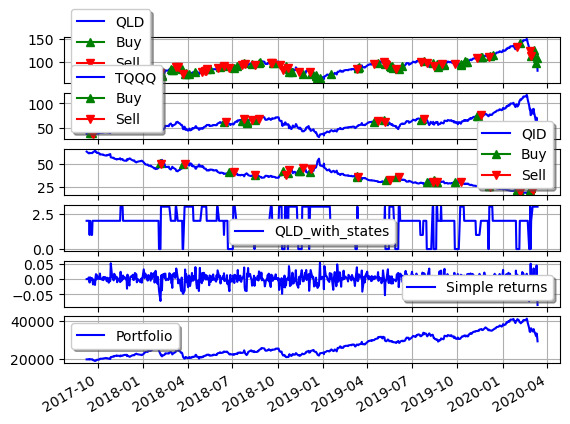 QLD
Buy
Sell
150
100
TQQQ
Buy
Sell
100
50
QID
Buy
Sell
50
25
2.5
0.0
QLD_with_states
0.05
0.00
−0.05
Simple returns
40000
20000
Portfolio
2017-10 2018-01 2018-04 2018-07 2018-10 2019-01 2019-04 2019-07 2019-10 2020-01 2020-04